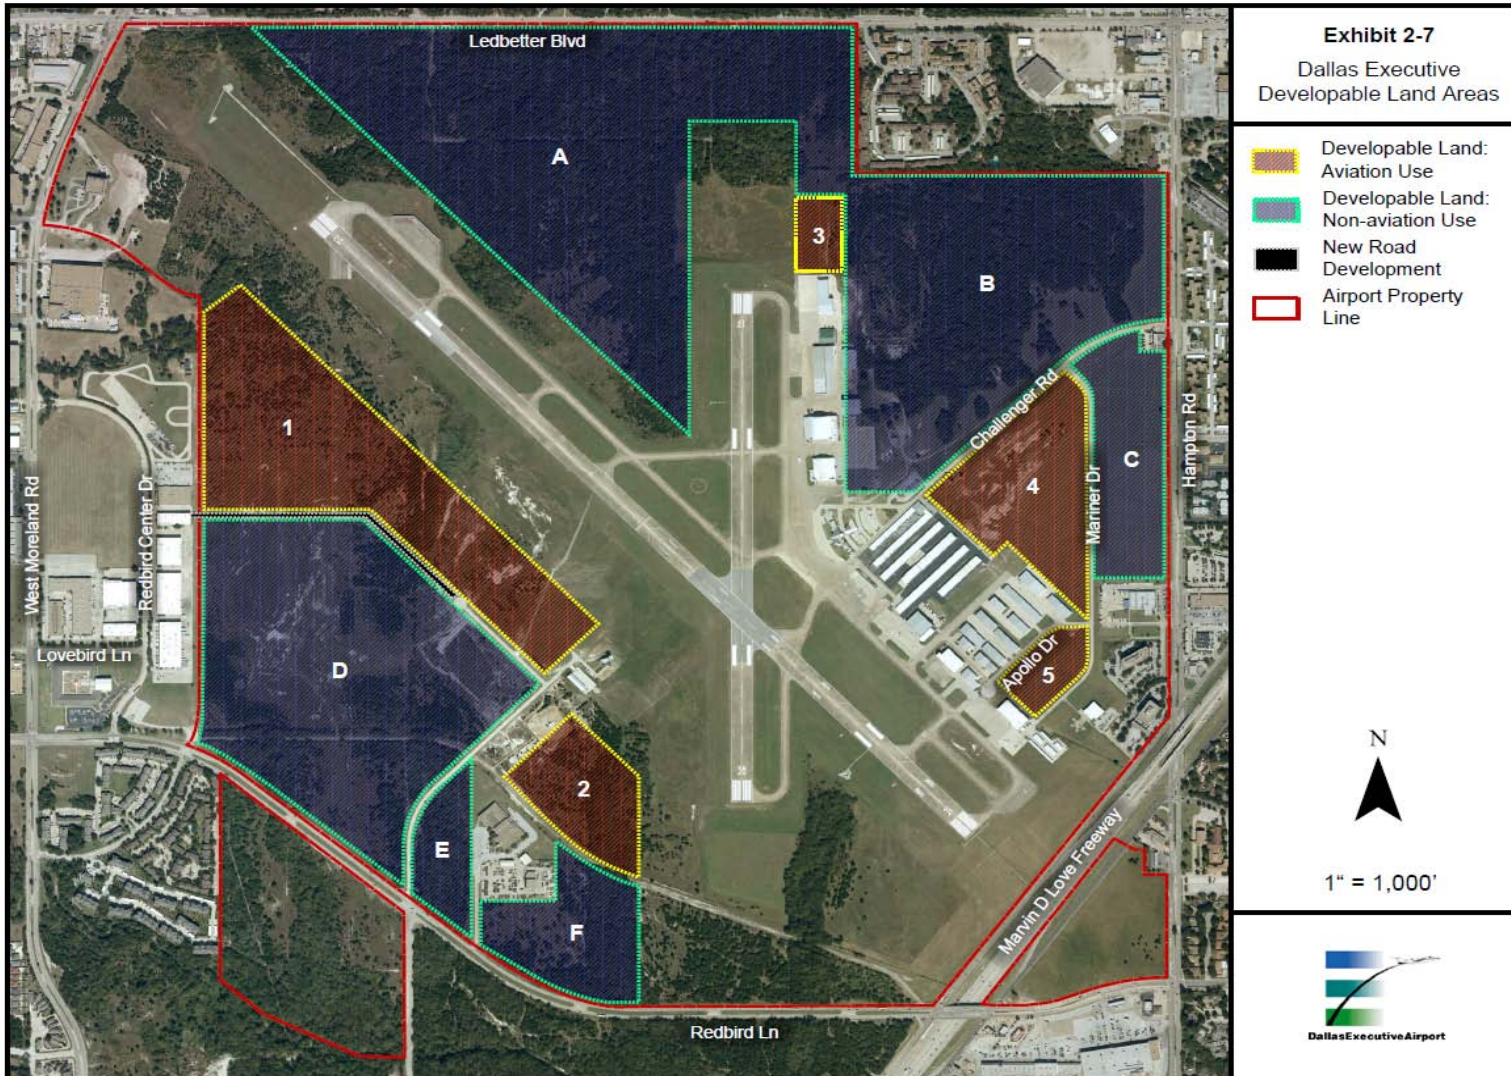 Exhibit 2-7
Dallas Executive
Developable Land Areas
Developable Land:
Aviation Use
Developable Land:
Non-aviation Use
New Road
Development
Airport Property
Line
N
1" = 1,000'
DallasExecutiveAirport
Ledbetter Blvd
A
3
B
1
Challenger Rd
C
4
Hampton Rd
Mariner Dr
West Moreland Rd
Redbird Center Dr
Lovebird Ln
D
Apollo Dr
5
2
E
F
Marvin D Love Freeway
Redbird Ln